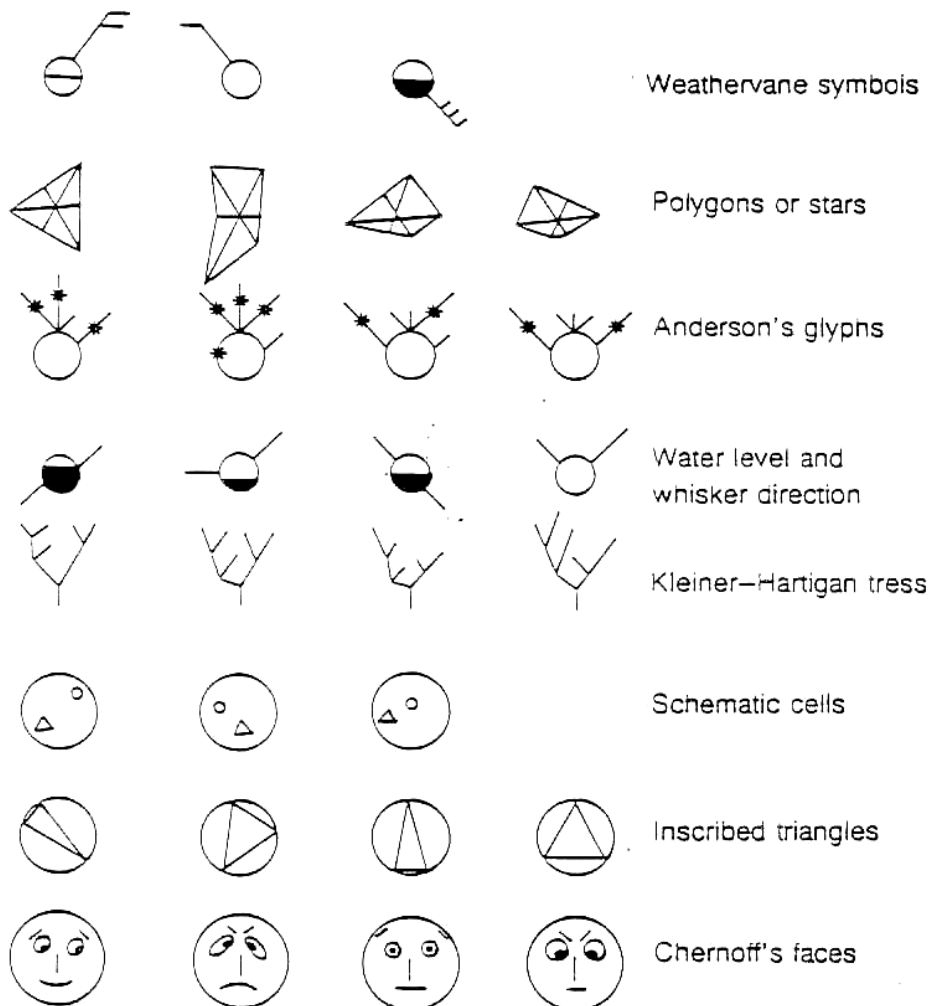 Weathervane symbols
Polygons or stars
Anderson's glyphs
Water level and
whisker direction
Kleiner–Hartigan tress
Schematic cells
Inscribed triangles
Chernoff's faces